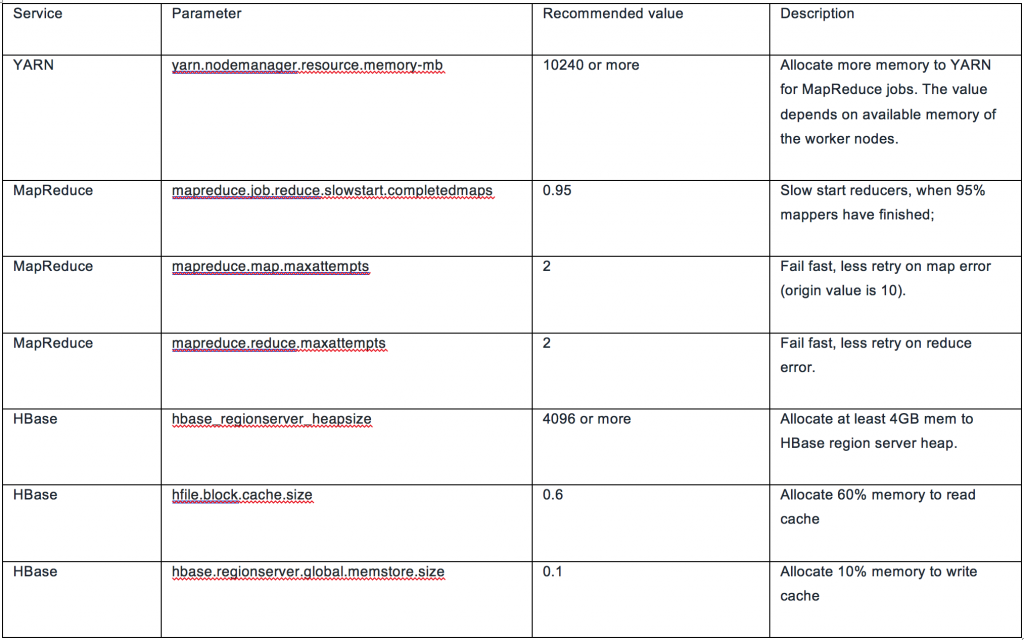 Service Parameter Recommended value Description
YARN yarn.nodemanager.resource.memory-mb 10240 or more Allocate more memory to YARN
for MapReduce jobs. The value
depends on available memory of
the worker nodes.
MapReduce mapreduce.job.reduce.slowstart.completedmaps 0.95 Slow start reducers, when 95%
mappers have finished;
MapReduce mapreduce.map.maxattempts 2 Fail fast, less retry on map error
(origin value is 10).
MapReduce mapreduce.reduce.maxattempts 2 Fail fast, less retry on reduce
error.
HBase hbase_regionserver_heapsize 4096 or more Allocate at least 4GB mem to
HBase region server heap.
HBase hfile.block.cache.size 0.6 Allocate 60% memory to read
cache
HBase hbase.regionserver.global.memstore.size 0.1 Allocate 10% memory to write
cache